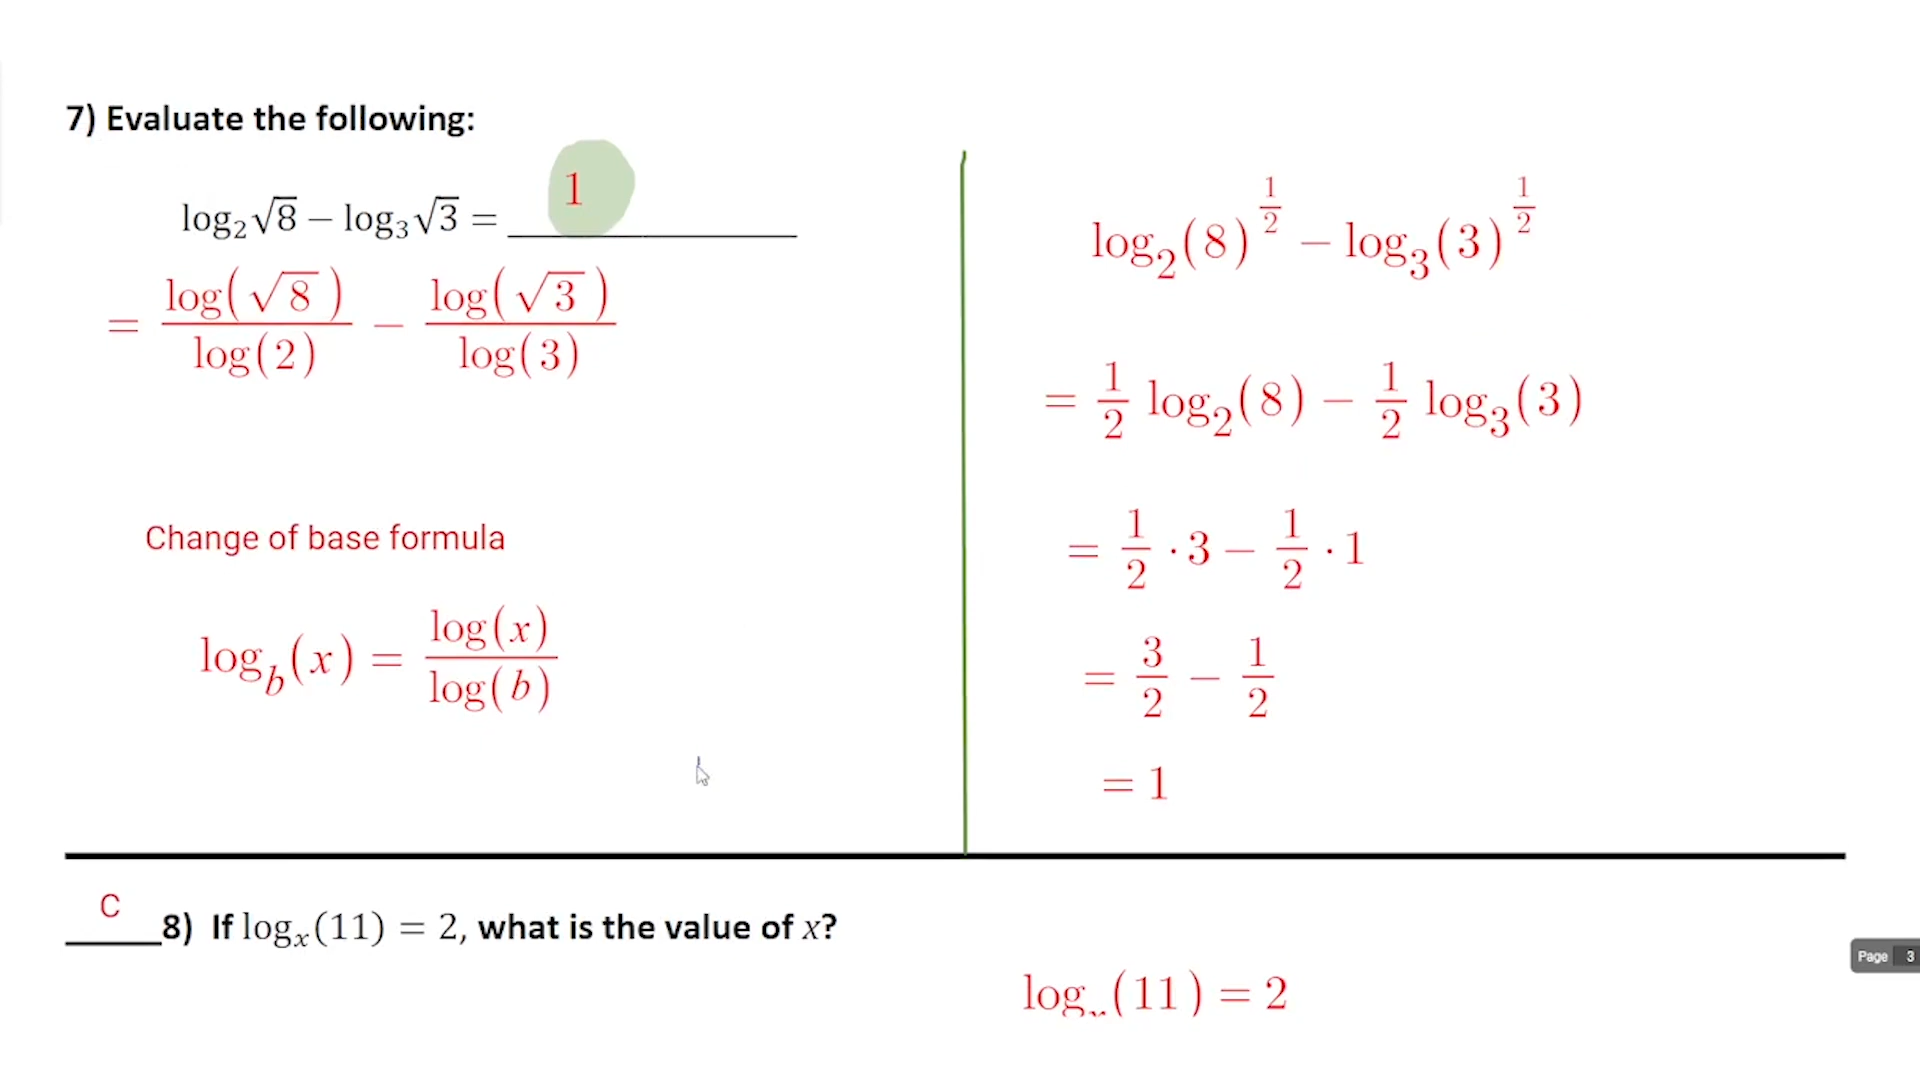 7) Evaluate the following:
log₂√8 − log₃√3 = 1
= log(√8)/log(2) − log(√3)/log(3)
Change of base formula
log_b(x) = log(x)/log(b)
log₂(8)^(1/2) − log₃(3)^(1/2)
= 1/2 log₂(8) − 1/2 log₃(3)
= 1/2 · 3 − 1/2 · 1
= 3/2 − 1/2
= 1
C 8) If logₓ(11) = 2, what is the value of x?
logₓ(11) = 2
Page 3